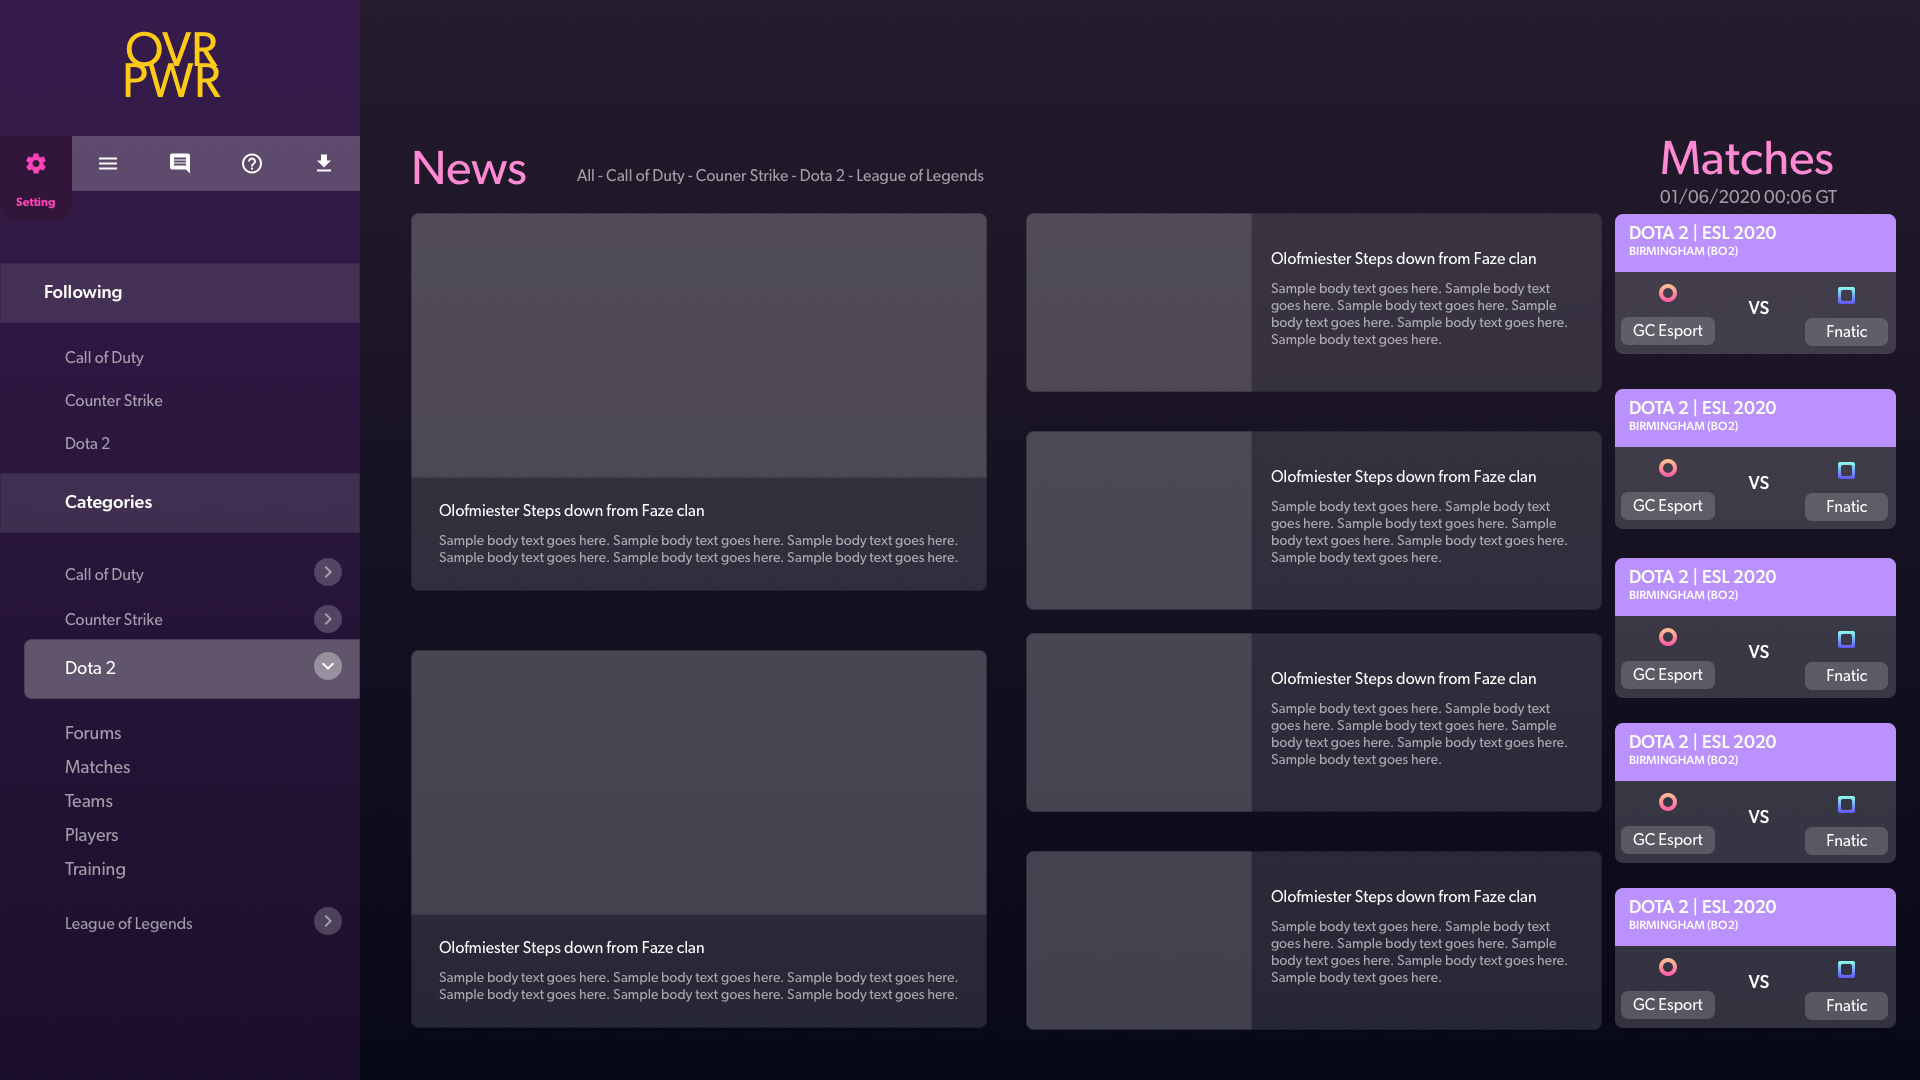 OVR
PWR
Setting
Following
Call of Duty
Counter Strike
Dota 2
Categories
Call of Duty
Counter Strike
Dota 2
Forums
Matches
Teams
Players
Training
League of Legends
News
All - Call of Duty - Couner Strike - Dota 2 - League of Legends
Olofmiester Steps down from Faze clan
Sample body text goes here. Sample body text goes here. Sample body text goes here.
Sample body text goes here. Sample body text goes here. Sample body text goes here.
Olofmiester Steps down from Faze clan
Sample body text goes here. Sample body text goes here. Sample body text goes here.
Sample body text goes here. Sample body text goes here. Sample body text goes here.
Olofmiester Steps down from Faze clan
Sample body text goes here. Sample body text
goes here. Sample body text goes here. Sample
body text goes here. Sample body text goes here.
Sample body text goes here.
Olofmiester Steps down from Faze clan
Sample body text goes here. Sample body text
goes here. Sample body text goes here. Sample
body text goes here. Sample body text goes here.
Sample body text goes here.
Olofmiester Steps down from Faze clan
Sample body text goes here. Sample body text
goes here. Sample body text goes here. Sample
body text goes here. Sample body text goes here.
Sample body text goes here.
Olofmiester Steps down from Faze clan
Sample body text goes here. Sample body text
goes here. Sample body text goes here. Sample
body text goes here. Sample body text goes here.
Sample body text goes here.
Matches
01/06/2020 00;06 GT
DOTA 2 | ESL 2020
BIRMINGHAM (BO2)
GC Esport VS Fnatic
DOTA 2 | ESL 2020
BIRMINGHAM (BO2)
GC Esport VS Fnatic
DOTA 2 | ESL 2020
BIRMINGHAM (BO2)
GC Esport VS Fnatic
DOTA 2 | ESL 2020
BIRMINGHAM (BO2)
GC Esport VS Fnatic
DOTA 2 | ESL 2020
BIRMINGHAM (BO2)
GC Esport VS Fnatic